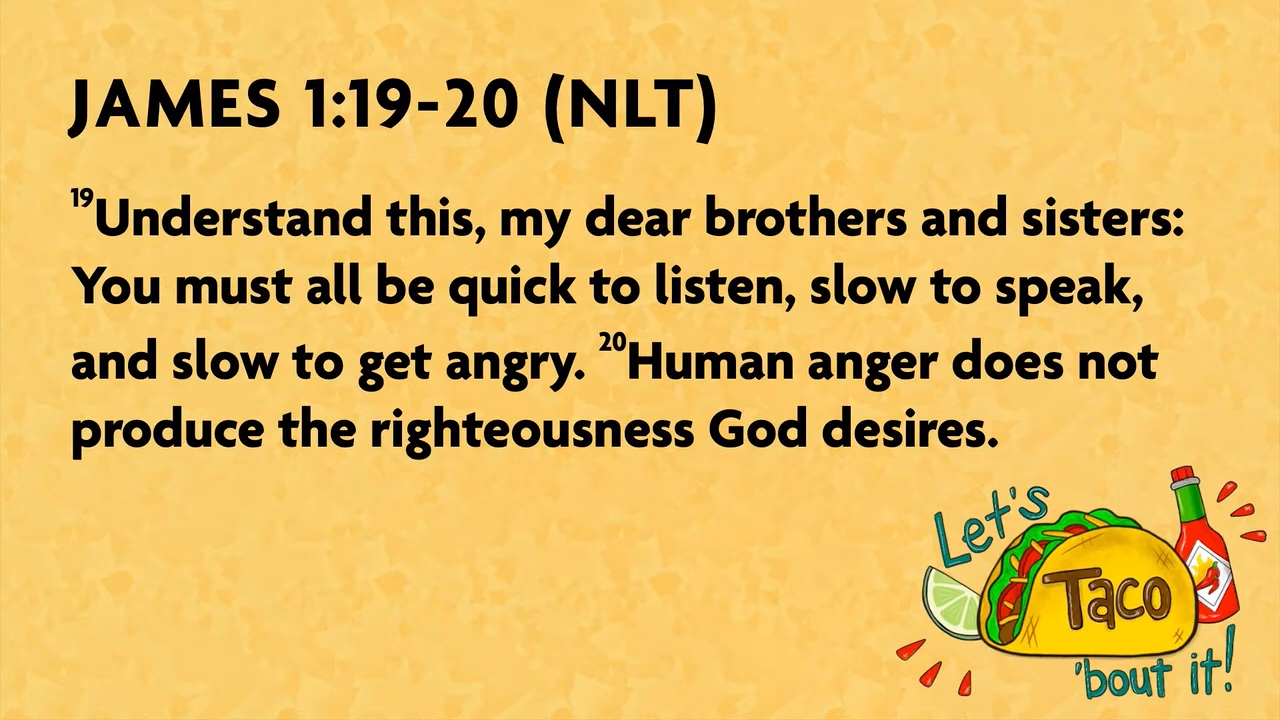 JAMES 1:19-20 (NLT)
19Understand this, my dear brothers and sisters:
You must all be quick to listen, slow to speak,
and slow to get angry. 20Human anger does not
produce the righteousness God desires.
Let's
Taco
'bout it!